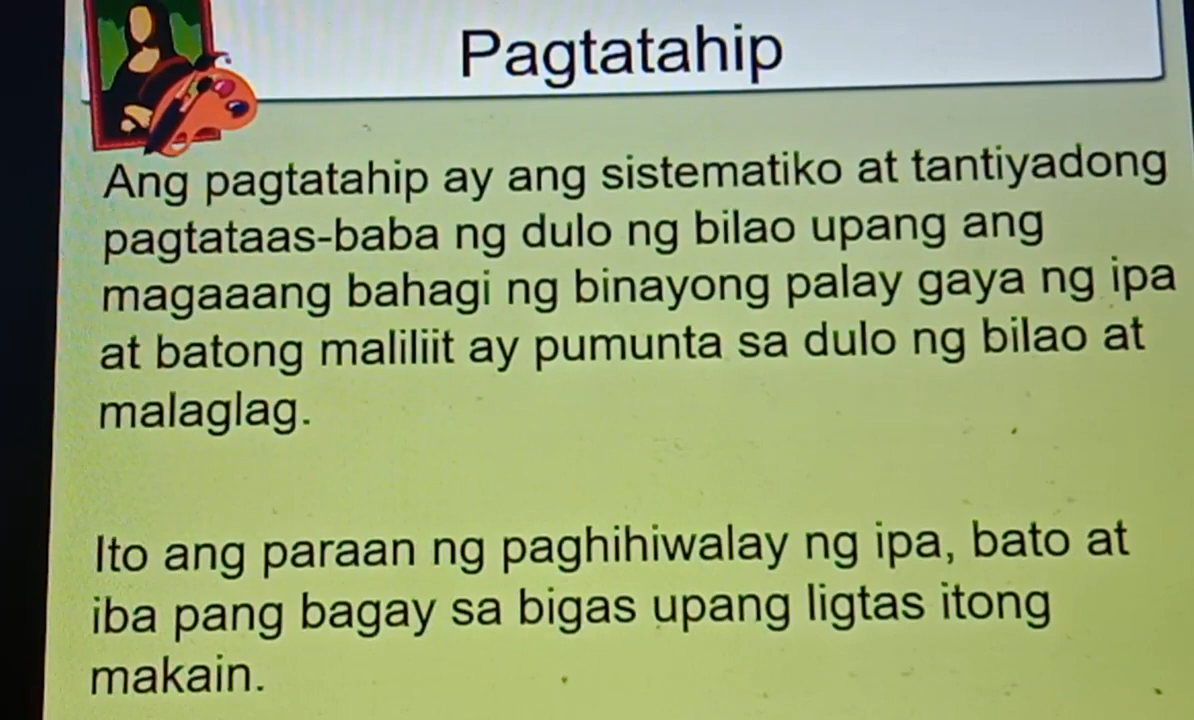 Pagtatahip
Ang pagtatahip ay ang sistematiko at tantiyadong
pagtataas-baba ng dulo ng bilao upang ang
magaaang bahagi ng binayong palay gaya ng ipa
at batong maliliit ay pumunta sa dulo ng bilao at
malaglag.
Ito ang paraan ng paghihiwalay ng ipa, bato at
iba pang bagay sa bigas upang ligtas itong
makain.